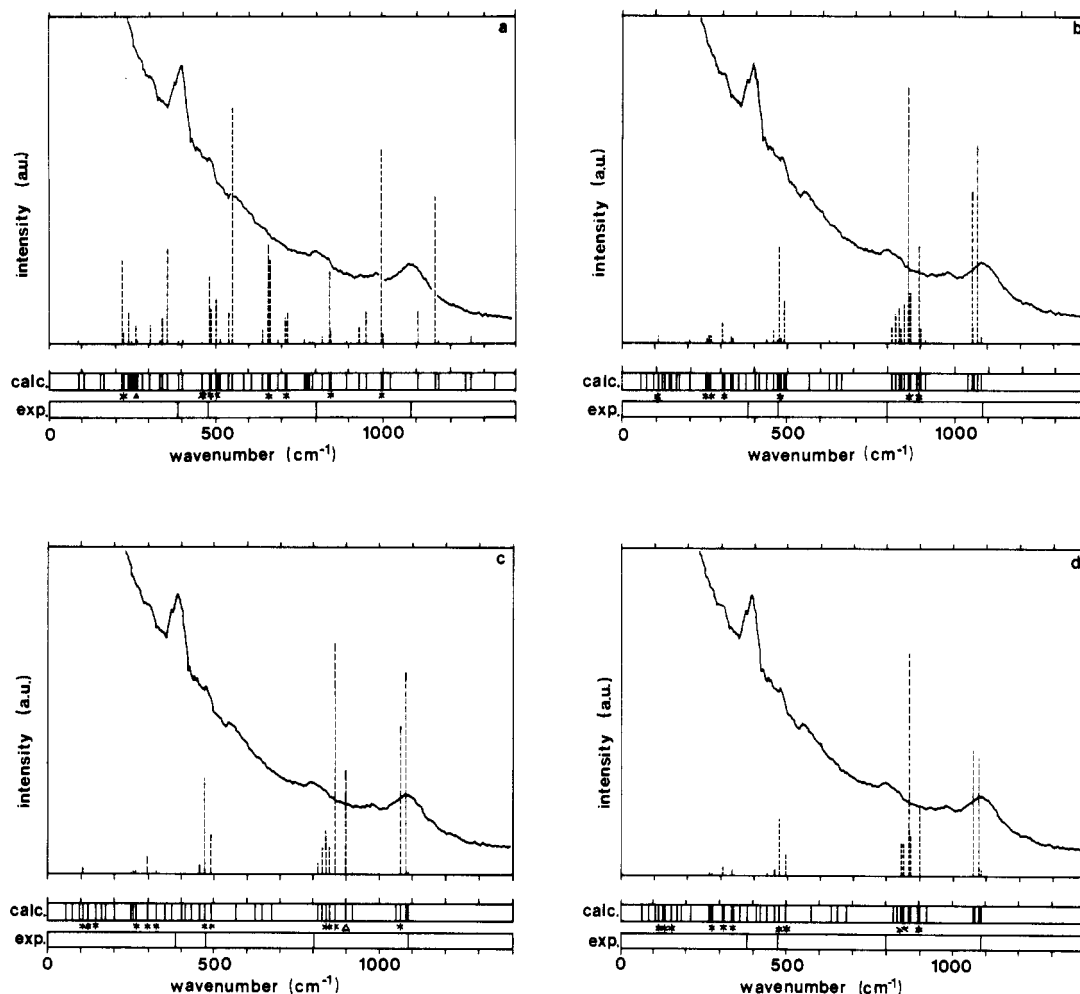 a
intensity (a.u.)
calc.
exp.
0 500 1000
wavenumber (cm⁻¹)
b
intensity (a.u.)
calc.
exp.
0 500 1000
wavenumber (cm⁻¹)
c
intensity (a.u.)
calc.
exp.
0 500 1000
wavenumber (cm⁻¹)
d
intensity (a.u.)
calc.
exp.
0 500 1000
wavenumber (cm⁻¹)